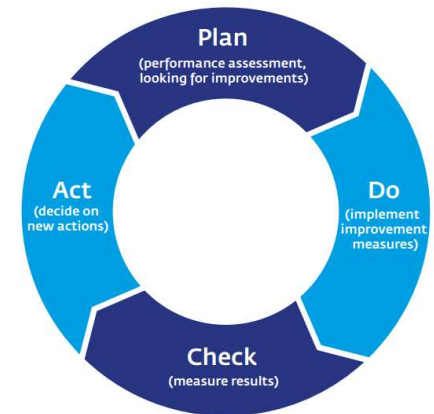 Plan
(performance assessment,
looking for improvements)
Do
(implement
improvement
measures)
Check
(measure results)
Act
(decide on
new actions)